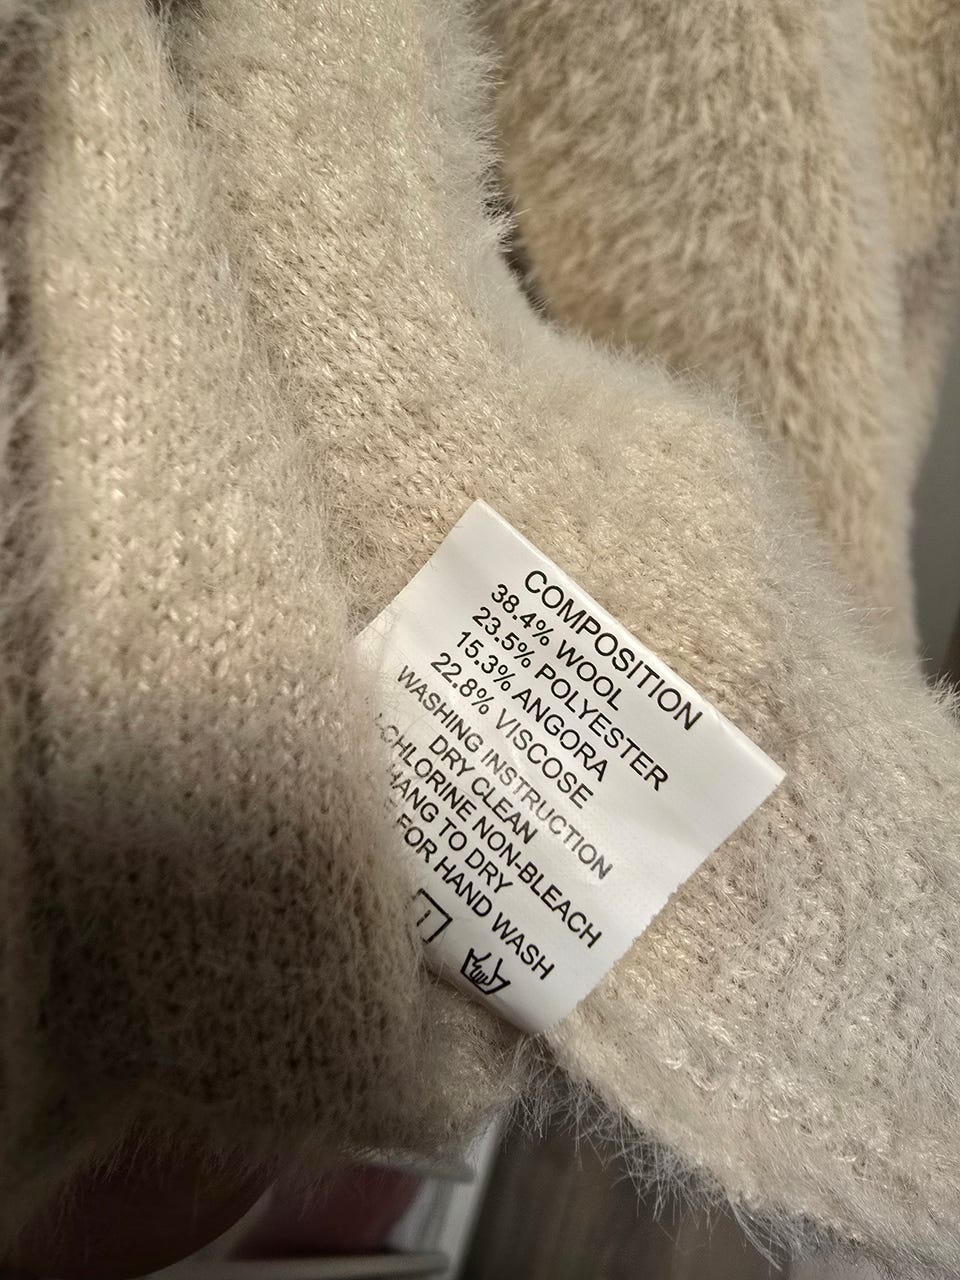 COMPOSITION
38.4% WOOL
23.5% POLYESTER
15.3% ANGORA
22.8% VISCOSE
WASHING INSTRUCTION
DRY CLEAN
CHLORINE NON-BLEACH
HANG TO DRY
FOR HAND WASH